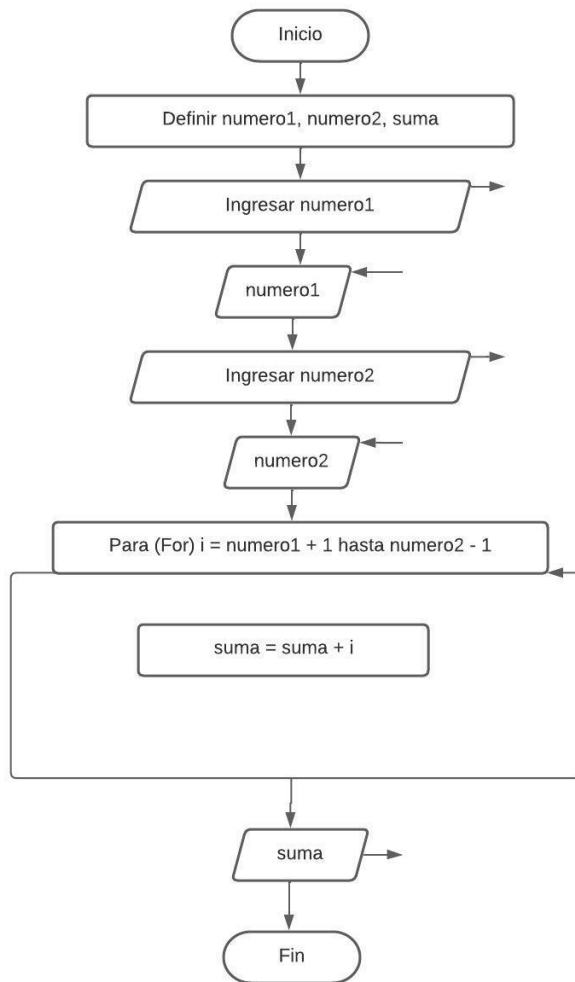 Inicio
Definir numero1, numero2, suma
Ingresar numero1
numero1
Ingresar numero2
numero2
Para (For) i = numero1 + 1 hasta numero2 - 1
suma = suma + i
suma
Fin